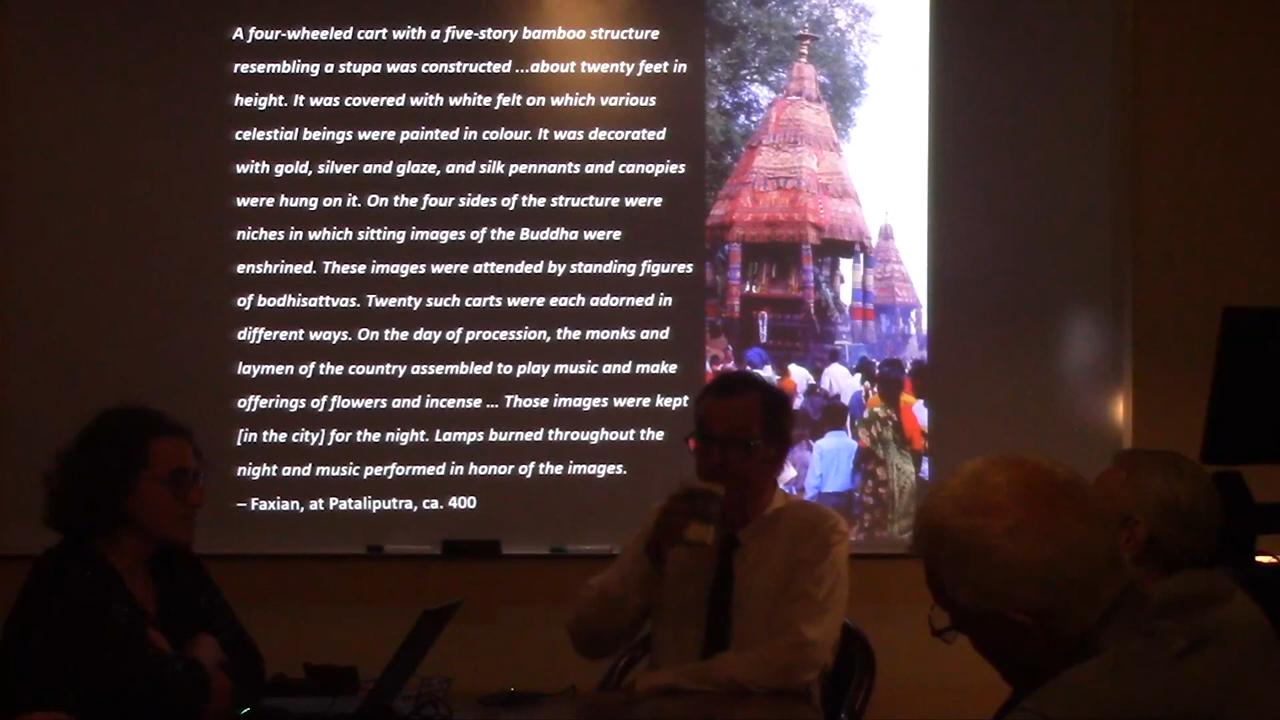 A four-wheeled cart with a five-story bamboo structure
resembling a stupa was constructed ...about twenty feet in
height. It was covered with white felt on which various
celestial beings were painted in colour. It was decorated
with gold, silver and glaze, and silk pennants and canopies
were hung on it. On the four sides of the structure were
niches in which sitting images of the Buddha were
enshrined. These images were attended by standing figures
of bodhisattvas. Twenty such carts were each adorned in
different ways. On the day of procession, the monks and
laymen of the country assembled to play music and make
offerings of flowers and incense ... Those images were kept
[in the city] for the night. Lamps burned throughout the
night and music performed in honor of the images.
– Faxian, at Pataliputra, ca. 400